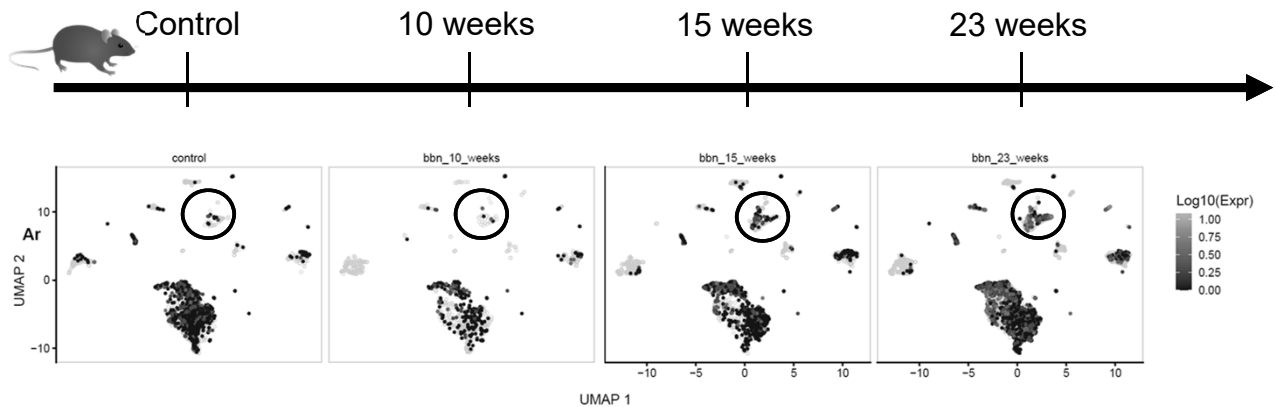 Control 10 weeks 15 weeks 23 weeks
control bbn_10_weeks bbn_15_weeks bbn_23_weeks
Ar
UMAP 2
10
0
−10
−10 −5 0 5 10 −10 −5 0 5 10
UMAP 1
Log10(Expr)
1.00
0.75
0.50
0.25
0.00